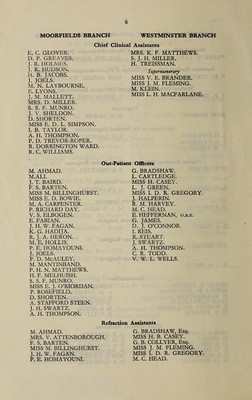 6
MOORFIELDS BRANCH
WESTMINSTER BRANCH
Chief Clinical Assistants
E. C. GLOVER.
D. P. GREAVES,
J. R. HOLMES.
J. R. HUDSON.
H. B. JACOBS.
J. JOELS.
M. N. LAYBOURNE,
E. LYONS.
J. M. MALLETT.
MRS. D. MILLER.
S. S. F. MUNRO.
J. V. SHELDON.
D. SHORTEN.
MISS E. D. L. SIMPSON.
I. B. TAYLOR.
A. H. THOMPSON.
P. D. TREVOR-ROPER.
R. DORRINGTON WARD.
R. C. WILLIAMS.
MRS. K. F. MATTHEWS.
S. J. H. MILLER.
H. TREISSMAN.
Supernumerary
MISS V. E. BRANDER,
MISS J. M. FLEMING.
M. KLEIN.
MISS L. H. MACFARLANE.
Out-Patient Officers
M. AHMAD.
M.ALI.
J. T. BAIRD.
F. S. BARTEN.
MISS M. BILLINGHURST.
MISS E. D. BOWIE.
M. A. CARPENTER.
P. RICHARD DAY.
V. S. ELBOGEN.
E. FABIAN.
J. H. W. FAGAN.
K. G. HADJIA.
R. J. A. HERON.
M. E. HOLLIS.
P. E. HOMAYOUNI.
J. JOELS.
P. D. McAULEY.
M. MANTINBAND.
P. H. N. MATTHEWS.
H. F. MELHUISH.
S. S. F. MUNRO.
MISS E. J. O'RIORDAN.
P. ROSEFIELD.
D. SHORTEN.
A. STAFFORD STEEN.
J. H. SWARTZ.
A. H. THOMPSON.
G. BRADSHAW.
L. CARTLEDGE.
MISS H. CASEY.
L. J. GREEN.
MISS I. D. R. GREGORY.
J. HALPERIN.
R. M. HARVEY.
M. C. HEAD.
E. HEFFERNAN, O.B.E.
G. JAMES.
D. J. O'CONNOR.
J. REIS.
B. STUART.
J. SWARTZ.
A. H. THOMPSON.
C. R. TODD.
V. W. E. WELLS.
Refraction Assistants
M. AHMAD.
MRS. V. ATTENBOROUGH.
F. S. BARTEN.
MISS M. BILLINGHURST.
J. H. W. FAGAN.
P. E. HOMAYOUNI.
G. BRADSHAW, Esq.
MISS H. B. CASEY.
G. B. COLLYER, Esq.
MISS J. M. FLEMING.
MISS I. D. R. GREGORY.
M. C. HEAD.